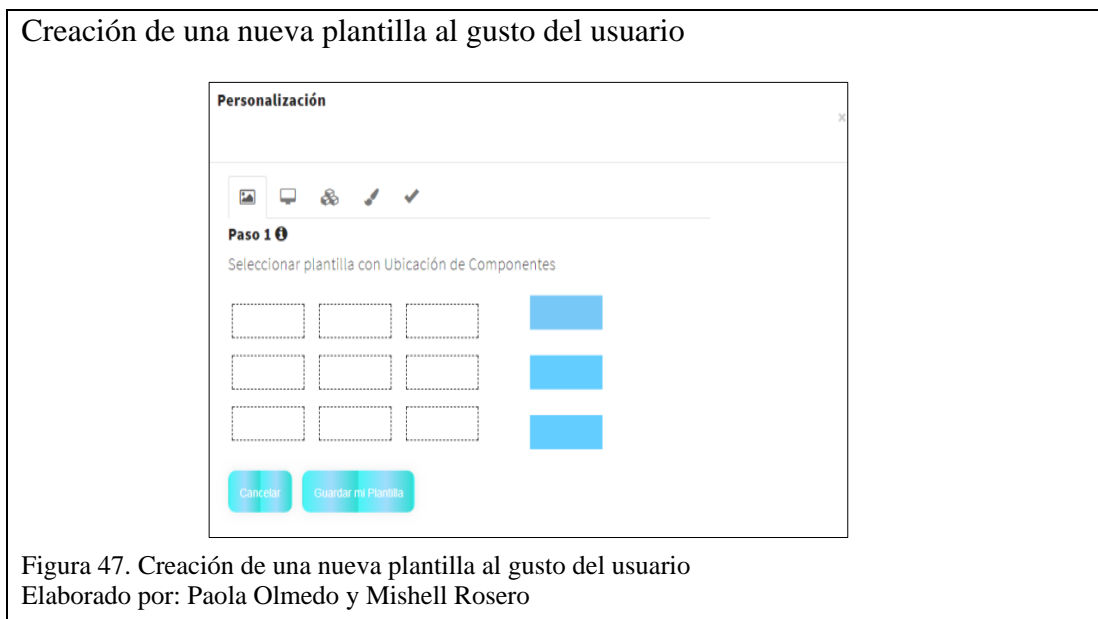 Creación de una nueva plantilla al gusto del usuario
Personalización
x
Paso 1
Seleccionar plantilla con Ubicación de Componentes
Cancelar
Guardar mi Plantilla
Figura 47. Creación de una nueva plantilla al gusto del usuario
Elaborado por: Paola Olmedo y Mishell Rosero